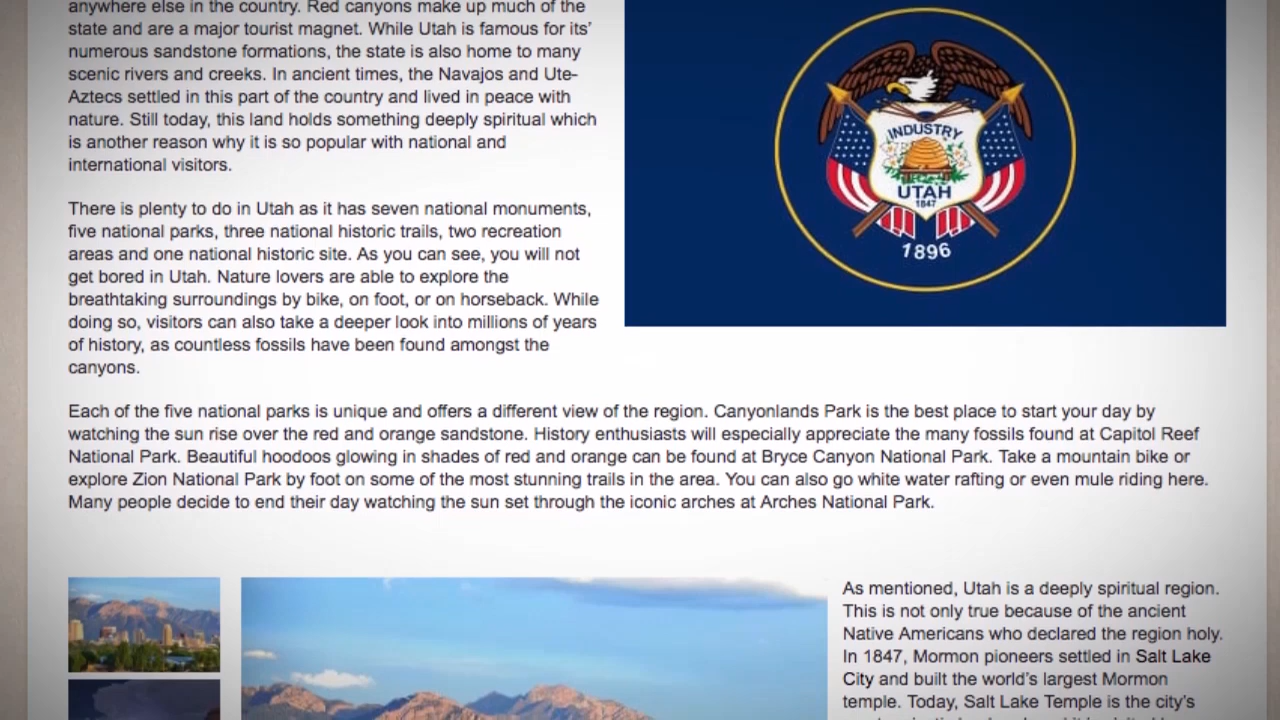 anywhere else in the country. Red canyons make up much of the
state and are a major tourist magnet. While Utah is famous for its’
numerous sandstone formations, the state is also home to many
scenic rivers and creeks. In ancient times, the Navajos and Ute-
Aztecs settled in this part of the country and lived in peace with
nature. Still today, this land holds something deeply spiritual which
is another reason why it is so popular with national and
international visitors.
There is plenty to do in Utah as it has seven national monuments,
five national parks, three national historic trails, two recreation
areas and one national historic site. As you can see, you will not
get bored in Utah. Nature lovers are able to explore the
breathtaking surroundings by bike, on foot, or on horseback. While
doing so, visitors can also take a deeper look into millions of years
of history, as countless fossils have been found amongst the
canyons.
INDUSTRY
UTAH
1847
1896
Each of the five national parks is unique and offers a different view of the region. Canyonlands Park is the best place to start your day by
watching the sun rise over the red and orange sandstone. History enthusiasts will especially appreciate the many fossils found at Capitol Reef
National Park. Beautiful hoodoos glowing in shades of red and orange can be found at Bryce Canyon National Park. Take a mountain bike or
explore Zion National Park by foot on some of the most stunning trails in the area. You can also go white water rafting or even mule riding here.
Many people decide to end their day watching the sun set through the iconic arches at Arches National Park.
As mentioned, Utah is a deeply spiritual region.
This is not only true because of the ancient
Native Americans who declared the region holy.
In 1847, Mormon pioneers settled in Salt Lake
City and built the world’s largest Mormon
temple. Today, Salt Lake Temple is the city’s